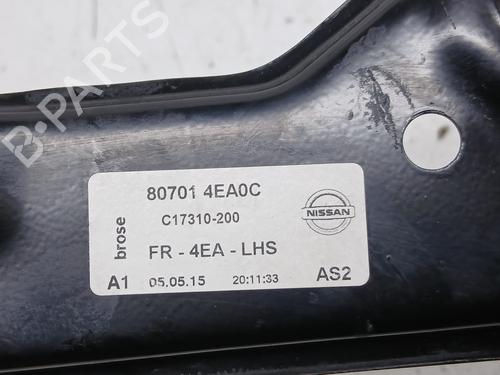 B-PARTS
brose
80701 4EA0C
C17310-200
NISSAN
FR - 4EA - LHS
A1 05.05.15 20:11:33 AS2